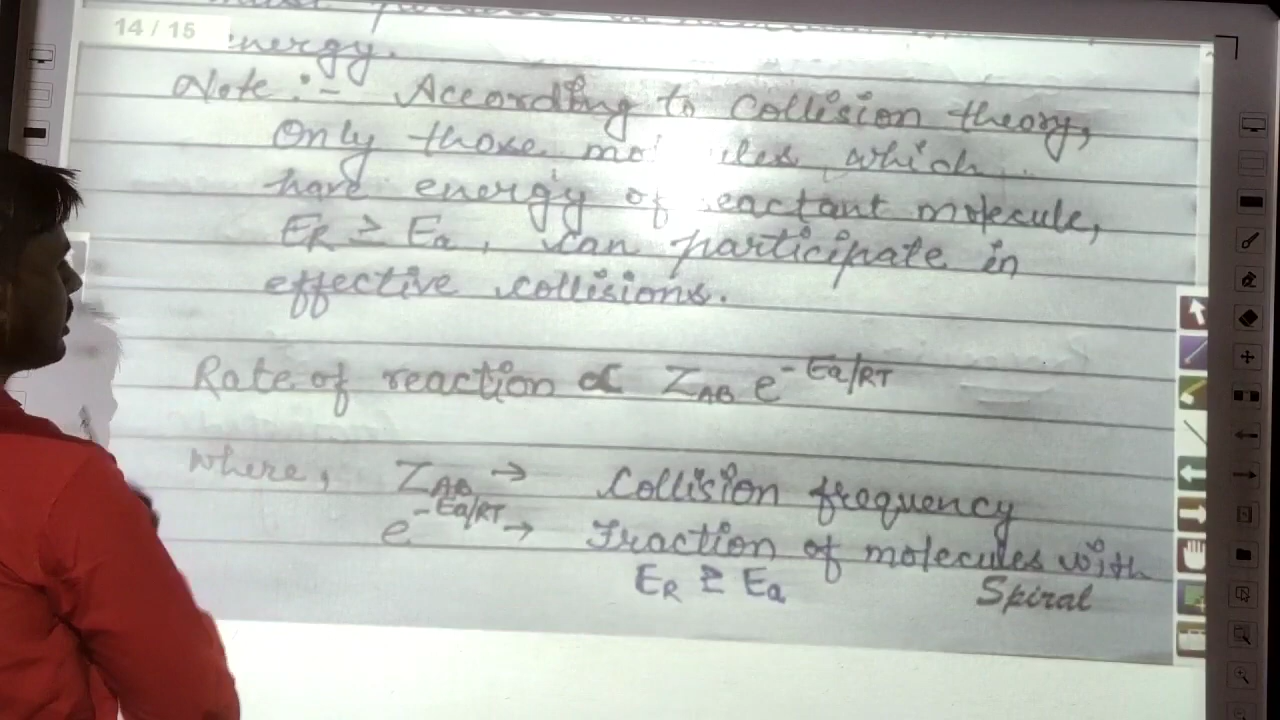 14 / 15
energy.
Note :- According to Collision theory,
Only those which
have energy of reactant molecule,
ER ≥ Ea, can participate in
effective collisions.
Rate of reaction ∝ ZAB e^-Ea/RT
where, ZAB → Collision frequency
e^-Ea/RT → Fraction of molecules with
ER ≥ Ea
Spiral